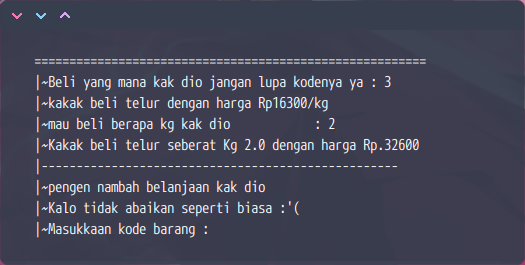 ========================================================
|~Beli yang mana kak dio jangan lupa kodenya ya : 3
|~kakak beli telur dengan harga Rp16300/kg
|~mau beli berapa kg kak dio            : 2
|~Kakak beli telur seberat Kg 2.0 dengan harga Rp.32600
|---------------------------------------------------
|~pengen nambah belanjaan kak dio
|~Kalo tidak abaikan seperti biasa :'(
|~Masukkaan kode barang :